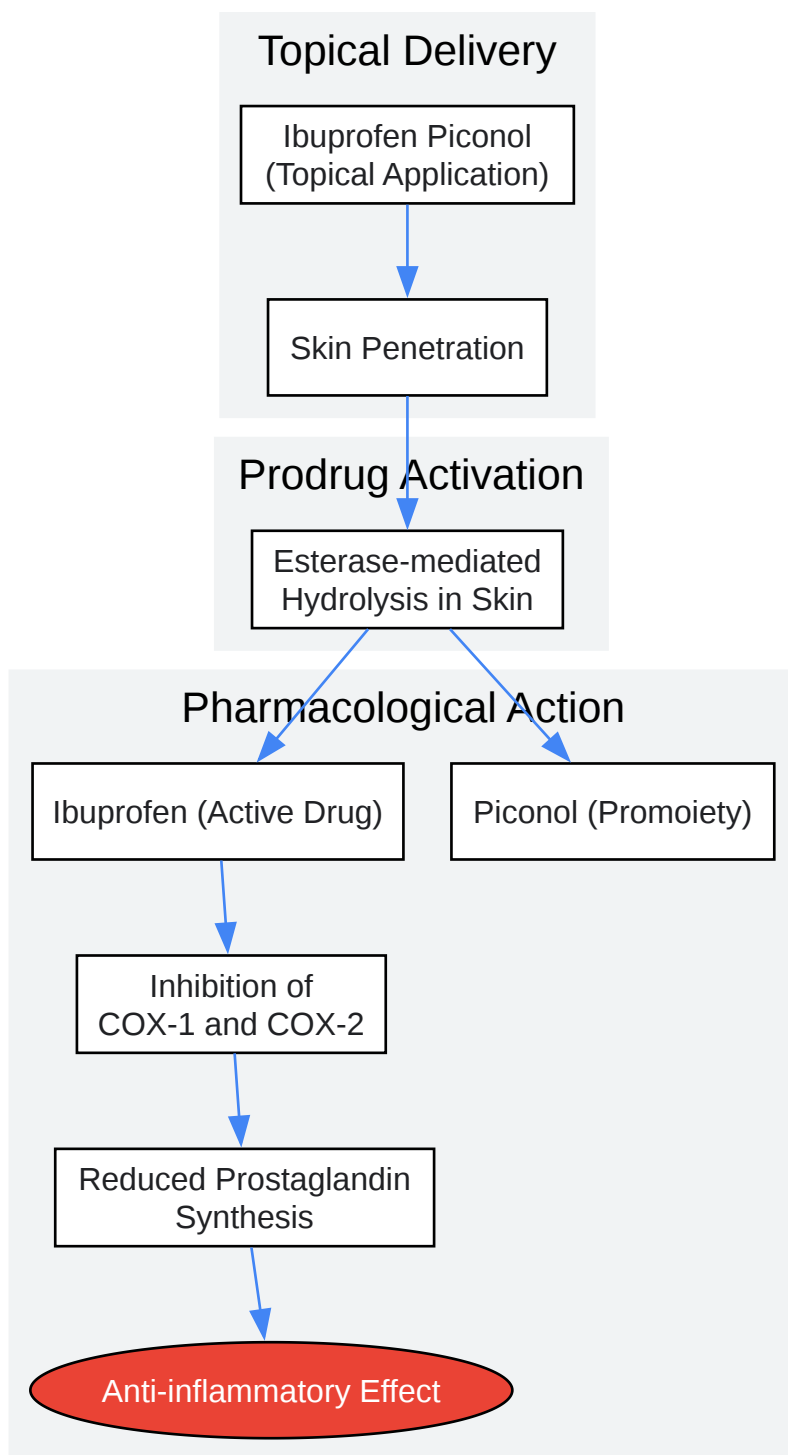 Topical Delivery
Ibuprofen Piconol
(Topical Application)
Skin Penetration
Prodrug Activation
Esterase-mediated
Hydrolysis in Skin
Pharmacological Action
Ibuprofen (Active Drug)
Piconol (Promoiety)
Inhibition of
COX-1 and COX-2
Reduced Prostaglandin
Synthesis
Anti-inflammatory Effect